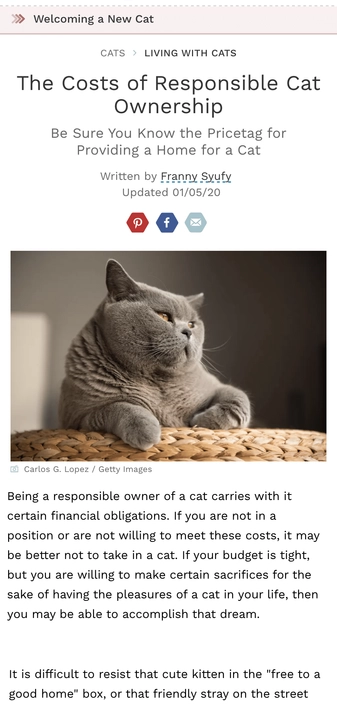 Welcoming a New Cat
CATS > LIVING WITH CATS
The Costs of Responsible Cat
Ownership
Be Sure You Know the Pricetag for
Providing a Home for a Cat
Written by Franny Syufy
Updated 01/05/20
Carlos G. Lopez / Getty Images
Being a responsible owner of a cat carries with it
certain financial obligations. If you are not in a
position or are not willing to meet these costs, it may
be better not to take in a cat. If your budget is tight,
but you are willing to make certain sacrifices for the
sake of having the pleasures of a cat in your life, then
you may be able to accomplish that dream.
It is difficult to resist that cute kitten in the "free to a
good home" box, or that friendly stray on the street